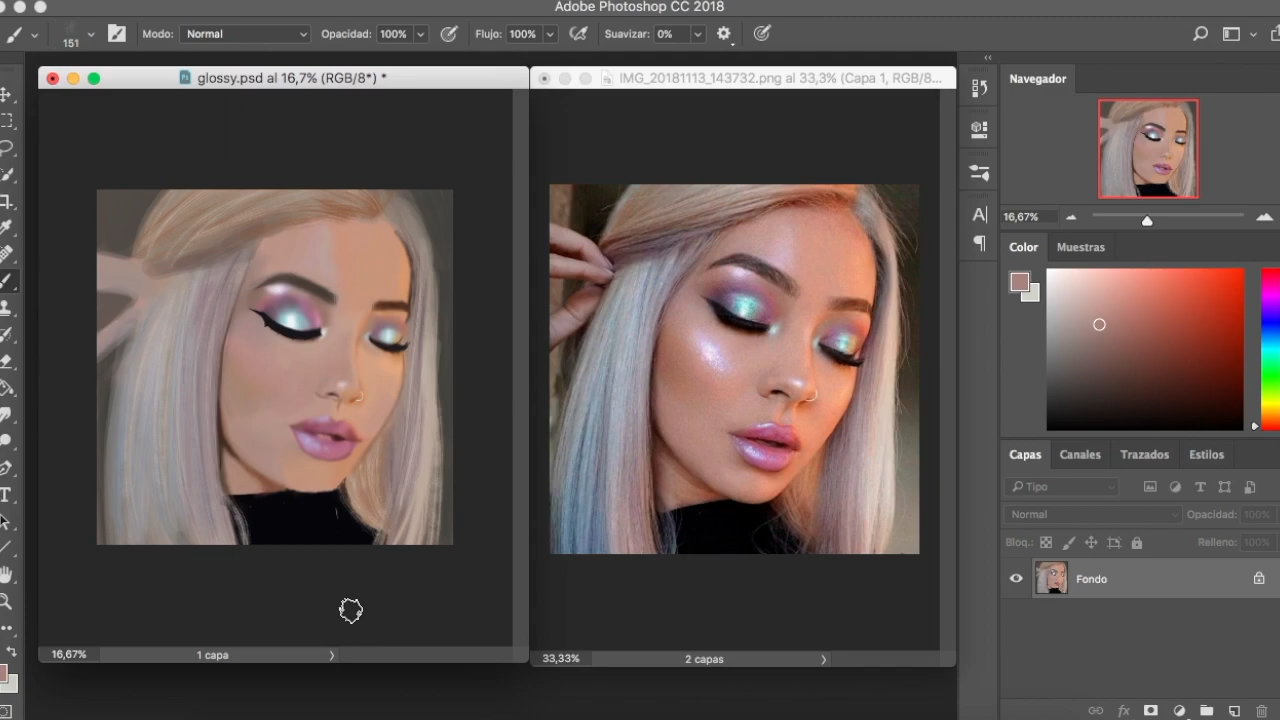 Adobe Photoshop CC 2018
151 Modo: Normal Opacidad: 100% Flujo: 100% Suavizar: 0%
glossy.psd al 16,7% (RGB/8*) *
IMG_20181113_143732.png al 33,3% (Capa 1, RGB/8...
Navegador
16,67%
Color Muestras
Capas Canales Trazados Estilos
Tipo
Normal Opacidad: 100%
Bloq.: Relleno: 100%
Fondo
16,67% 1 capa
33,33% 2 capas